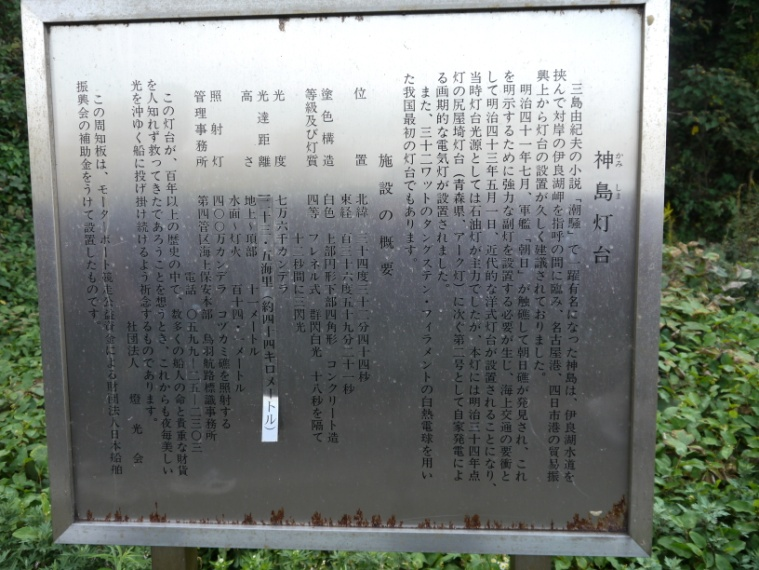 神島灯台
かみしま
三島由紀夫の小説「潮騒」で一躍有名になった神島は、伊良湖水道を
挟んで対岸の伊良湖岬を指呼の間に臨み、名古屋港、四日市港の貿易振
興上から灯台の設置が久しく建議されておりました。
明治四十一年七月、軍艦「朝日」が触礁して朝日礁が発見され、これ
を明示するために強力な副灯を設置する必要が生じ、海上交通の要衝と
して明治四十三年五月一日、近代的な洋式灯台が設置されることになり、
当時灯台光源としては石油灯が主力でしたが、本灯には明治三十四年点
灯の尻屋埼灯台(青森県、アーク灯)に次ぐ第二号として自家発電によ
る画期的な電気灯が設置されました。
また、三十二ワットのタングステン・フィラメントの白熱電球を用い
た我国最初の灯台でもあります。
施設の概要
位置 北緯 三十四度三十二分四十四秒
東経 百三十六度五十九分二十一秒
塗色構造 白色 上部円形下部四角形 コンクリート造
等級及び灯質 四等 フレネル式 群閃白光 十八秒を隔て
十二秒間に三閃光
光度 七万六千カンデラ
光達距離 二十三・五海里(約四十四キロメートル)
高さ 地上~頂部 十一メートル
水面~灯火 百十四・一メートル
照射灯 四〇〇万カンデラ コヅカミ礁を照射する
管理事務所 第四管区海上保安本部 鳥羽航路標識事務所
電話 〇五九九-二五-二三〇三
この灯台が、百年以上の歴史の中で、数多くの船人の命と貴重な財貨
を人知れず救ってきたであろうことを想うとき、これからも夜毎美しい
光を沖ゆく船に投げ掛け続けるよう祈念するものであります。
社団法人 燈光会
この周知板は、モーターボート競走公益資金による財団法人日本船舶
振興会の補助金をうけて設置したものです。